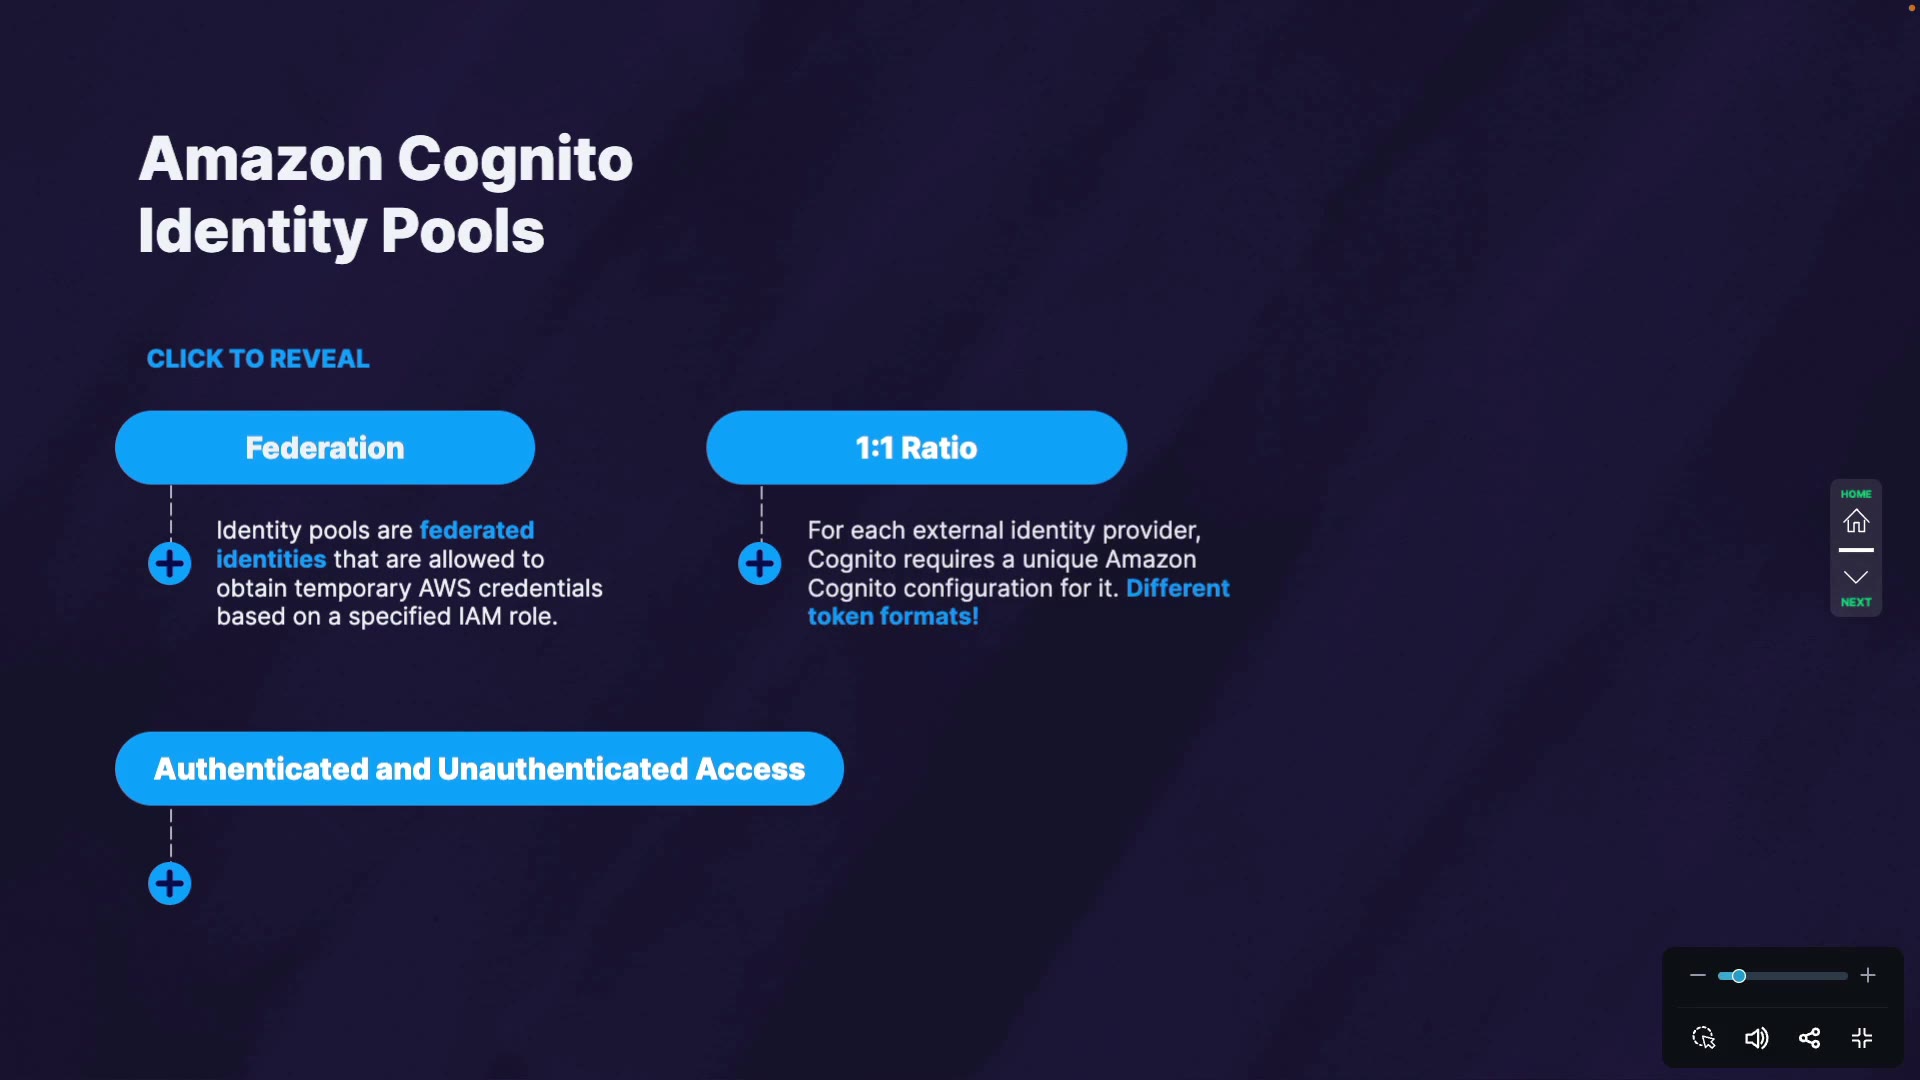 Amazon Cognito
Identity Pools
CLICK TO REVEAL
Federation
Identity pools are federated
identities that are allowed to
obtain temporary AWS credentials
based on a specified IAM role.
1:1 Ratio
For each external identity provider,
Cognito requires a unique Amazon
Cognito configuration for it. Different
token formats!
Authenticated and Unauthenticated Access
HOME
NEXT